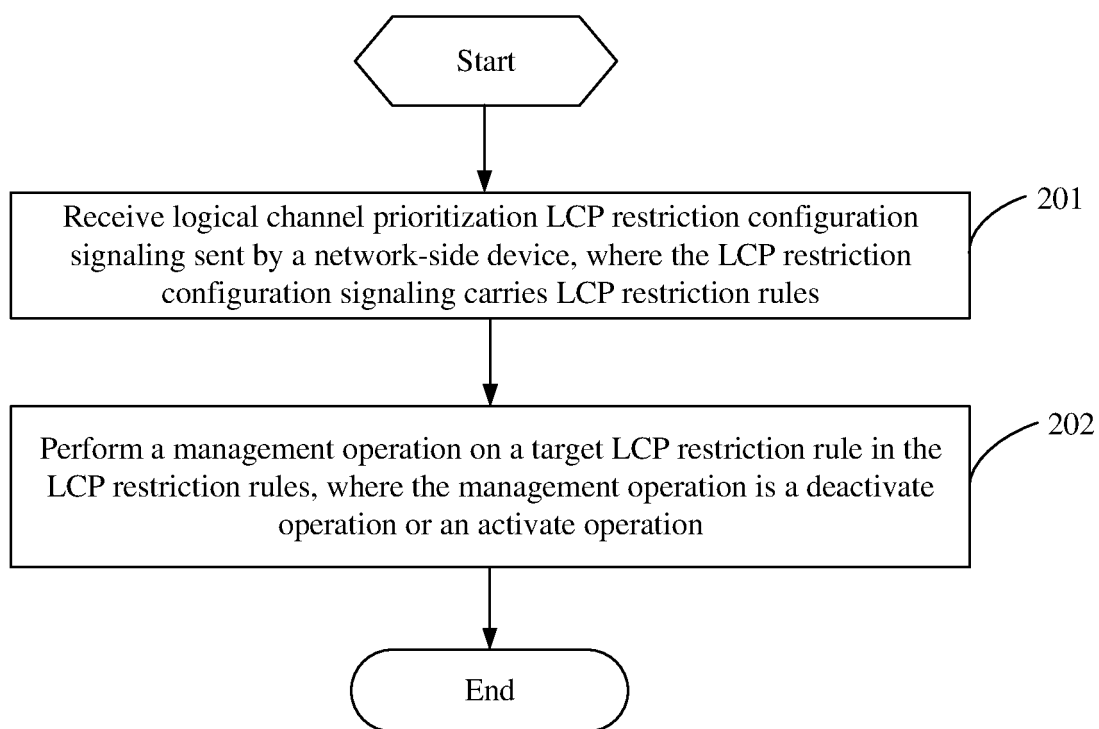 Start
Receive logical channel prioritization LCP restriction configuration
signaling sent by a network-side device, where the LCP restriction
configuration signaling carries LCP restriction rules
201
Perform a management operation on a target LCP restriction rule in the
LCP restriction rules, where the management operation is a deactivate
operation or an activate operation
202
End